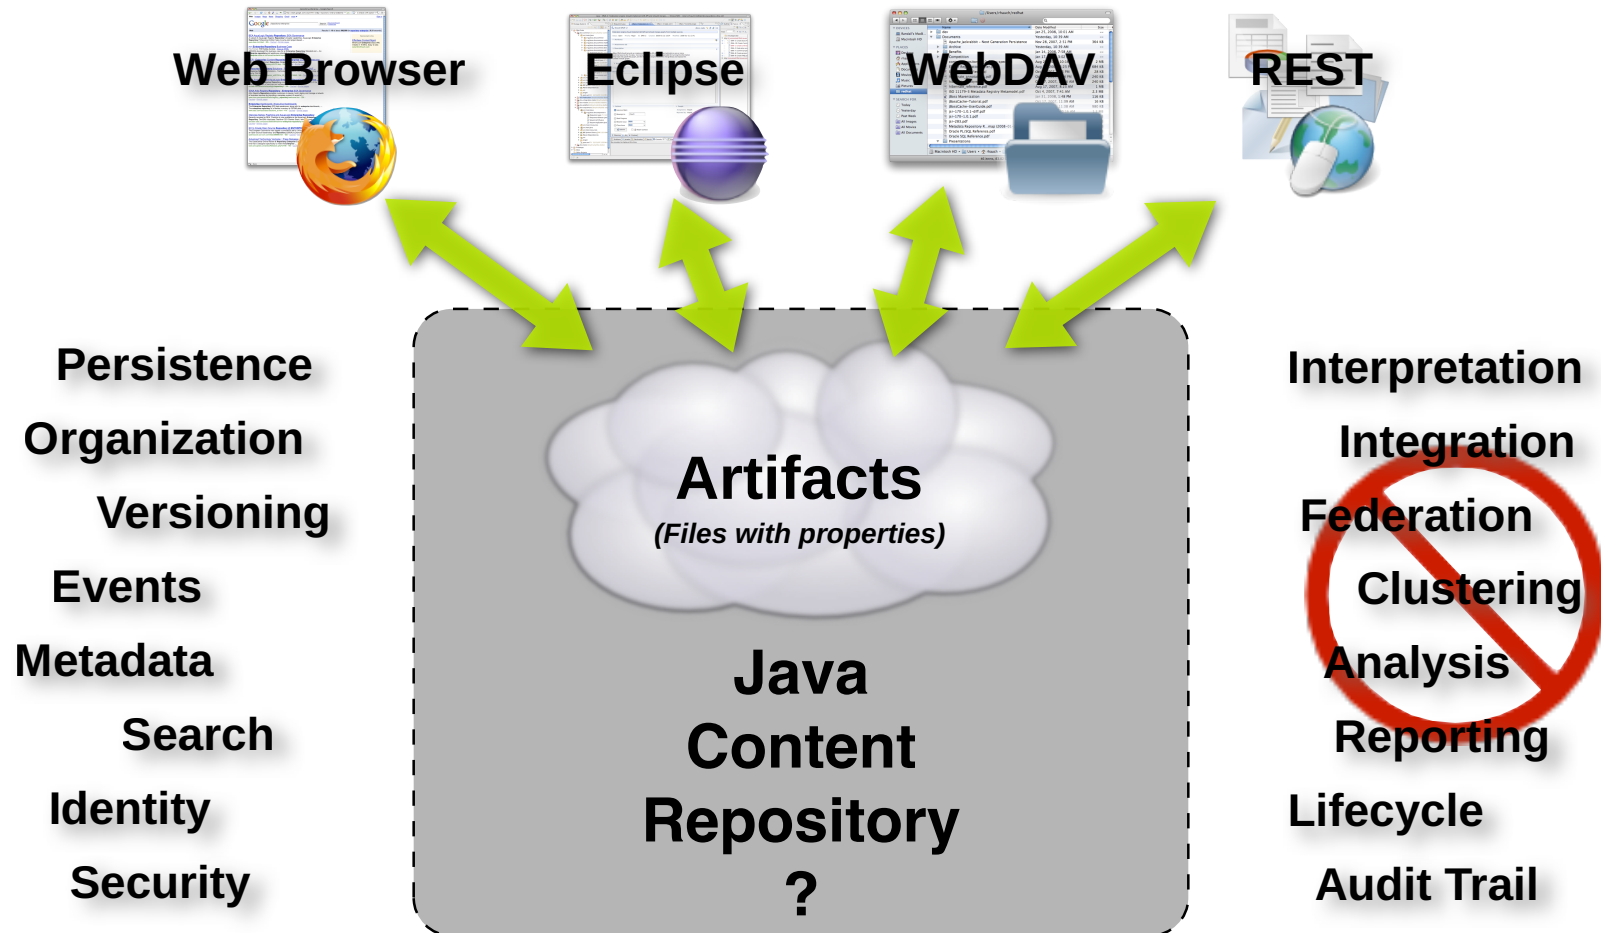 Web Browser
Eclipse
WebDAV
REST
Google
Persistence
Organization
Versioning
Events
Metadata
Search
Identity
Security
Artifacts
(Files with properties)
Java
Content
Repository
?
Interpretation
Integration
Federation
Clustering
Analysis
Reporting
Lifecycle
Audit Trail